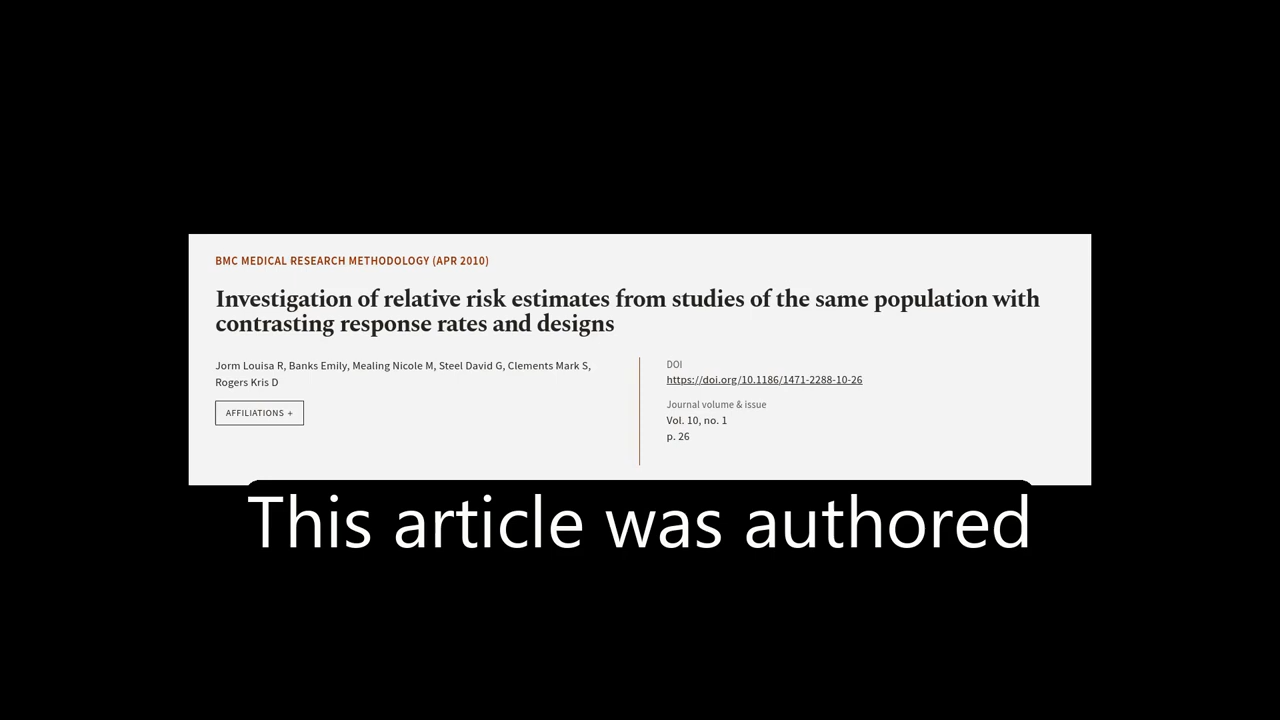 BMC MEDICAL RESEARCH METHODOLOGY (APR 2010)
Investigation of relative risk estimates from studies of the same population with
contrasting response rates and designs
Jorm Louisa R, Banks Emily, Mealing Nicole M, Steel David G, Clements Mark S,
Rogers Kris D
AFFILIATIONS +
DOI
https://doi.org/10.1186/1471-2288-10-26
Journal volume & issue
Vol. 10, no. 1
p. 26
This article was authored